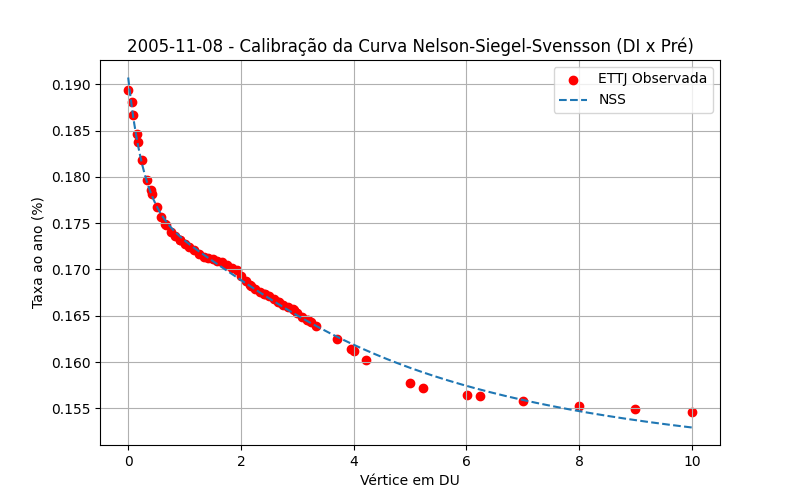 2005-11-08 - Calibração da Curva Nelson-Siegel-Svensson (DI x Pré)
ETTJ Observada
NSS
Taxa ao ano (%)
0.190
0.185
0.180
0.175
0.170
0.165
0.160
0.155
0 2 4 6 8 10
Vértice em DU